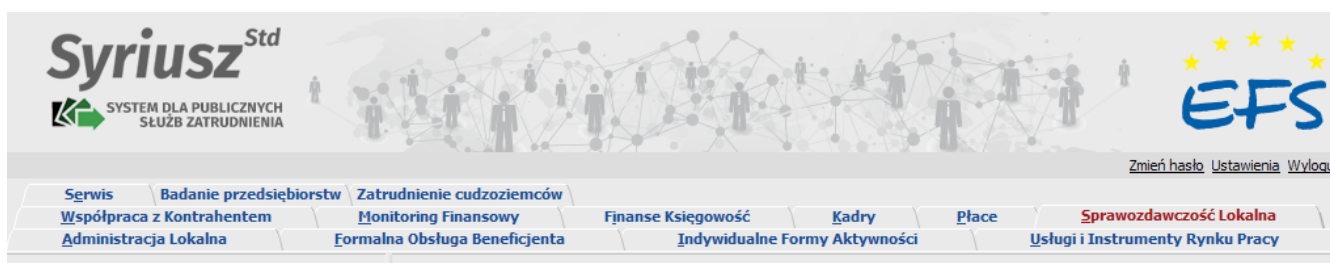 Syriusz Std
SYSTEM DLA PUBLICZNYCH
SŁUŻB ZATRUDNIENIA
EFS
Zmień hasło Ustawienia
Serwis Badanie przedsiębiorstw Zatrudnienie cudzoziemców
Współpraca z Kontrahentem Monitoring Finansowy Finanse Księgowość Kadry Płace Sprawozdawczość Lokalna
Administracja Lokalna Formalna Obsługa Beneficjenta Indywidualne Formy Aktywności Usługi i Instrumenty Rynku Pracy